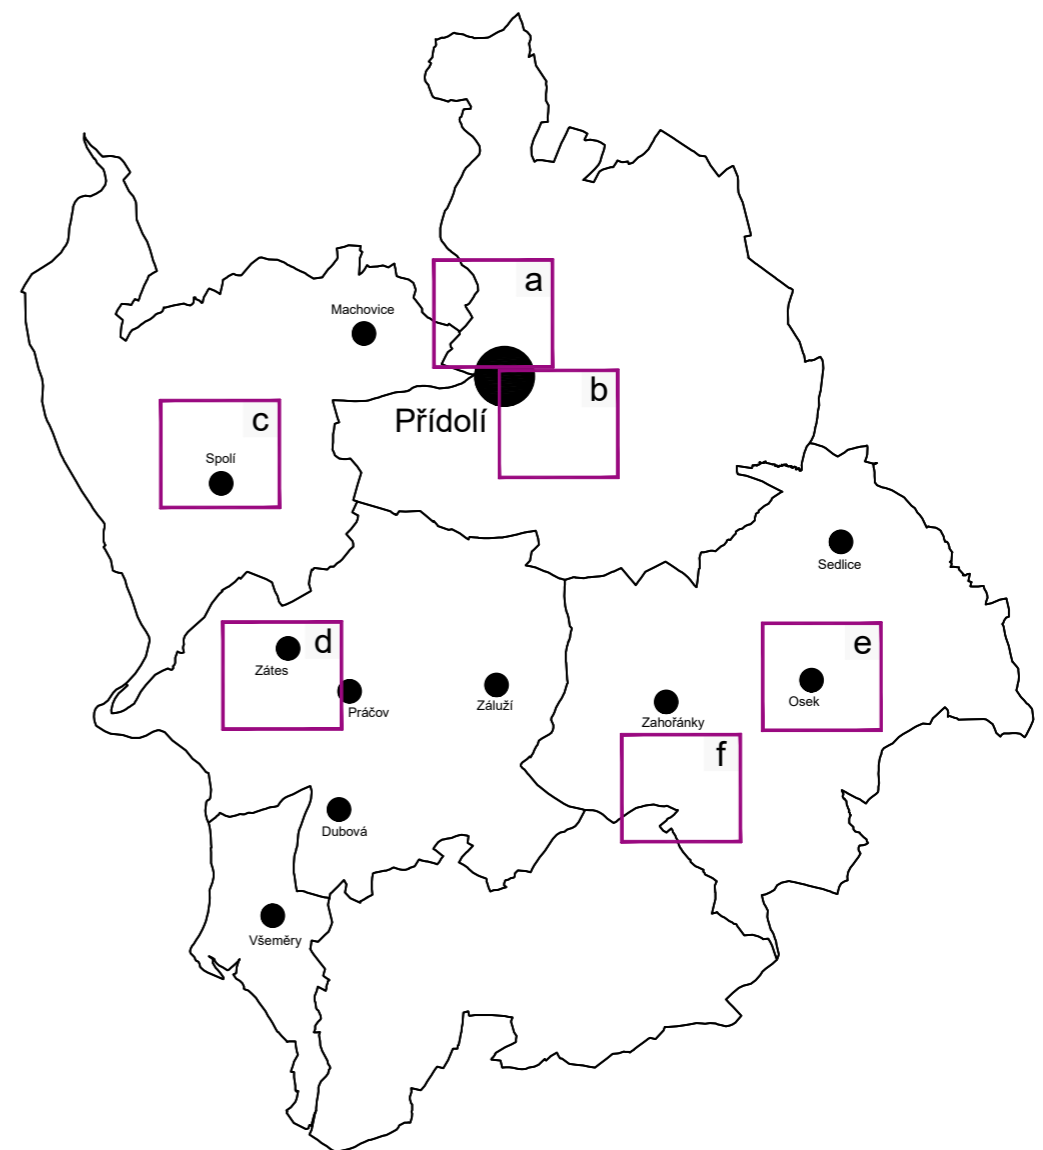 a
Machovice
b
Přídolí
c
Spolí
Sedlice
d
Zátes
e
Osek
Práčov
Záluží
Zahořánky
f
Dubová
Všeměry